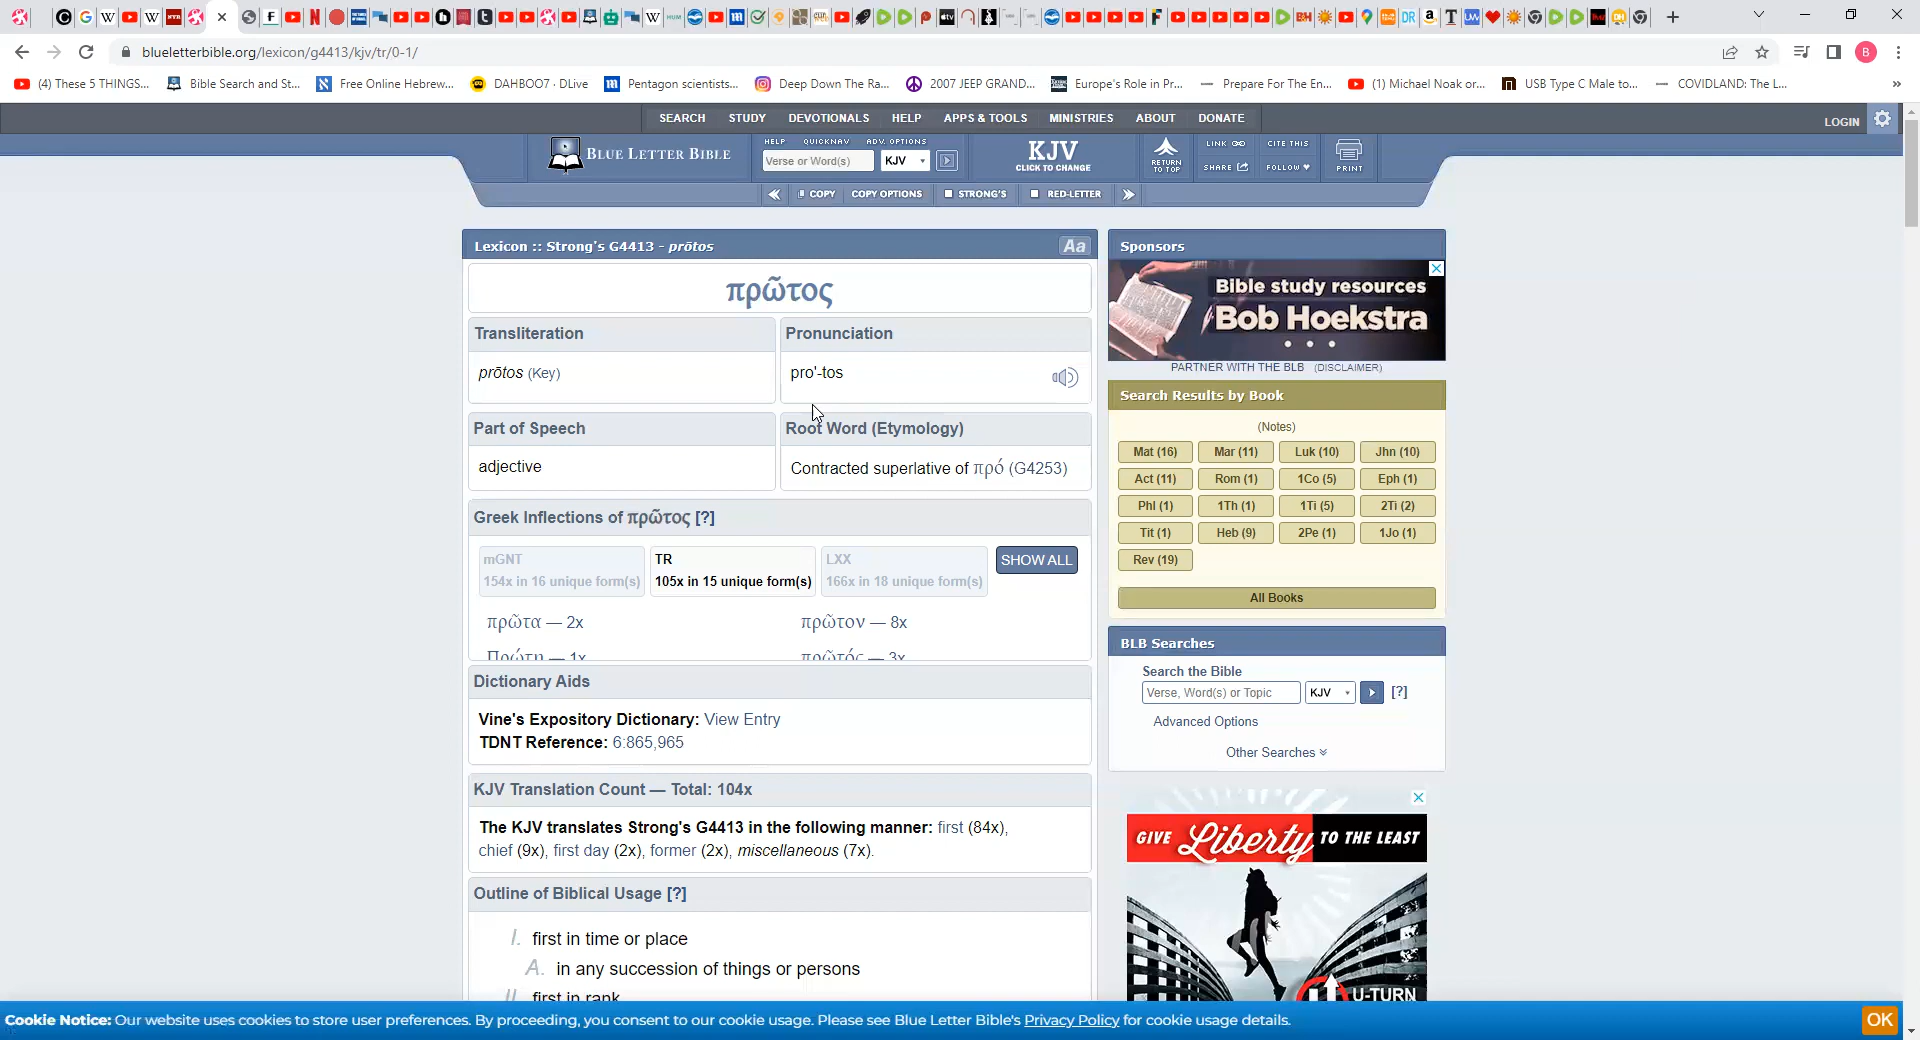 blueletterbible.org/lexicon/g4413/kjv/tr/0-1/
B
(4) These 5 THINGS... Bible Search and St... Free Online Hebrew... DAHBOO7 · DLive Pentagon scientists... Deep Down The Ra... 2007 JEEP GRAND... Europe's Role in Pr... Prepare For The En... (1) Michael Noak or... USB Type C Male to... COVIDLAND: The L... »
SEARCH STUDY DEVOTIONALS HELP APPS & TOOLS MINISTRIES ABOUT DONATE
LOGIN
BLUE LETTER BIBLE
HELP QUICKNAV ADV. OPTIONS
Verse or Word(s) KJV
KJV
CLICK TO CHANGE
RETURN
TO TOP
LINK CITE THIS
SHARE FOLLOW
PRINT
COPY COPY OPTIONS STRONG'S RED-LETTER
Lexicon :: Strong's G4413 - prōtos
Aa
πρῶτος
Transliteration
prōtos (Key)
Pronunciation
pro'-tos
Part of Speech
adjective
Root Word (Etymology)
Contracted superlative of πρό (G4253)
Greek Inflections of πρῶτος [?]
mGNT
154x in 16 unique form(s)
TR
105x in 15 unique form(s)
LXX
166x in 18 unique form(s)
SHOW ALL
πρῶτα — 2x
πρῶτον — 8x
Πρώτη — 1x
πρῶτός — 3x
Dictionary Aids
Vine's Expository Dictionary: View Entry
TDNT Reference: 6:865,965
KJV Translation Count — Total: 104x
The KJV translates Strong's G4413 in the following manner: first (84x),
chief (9x), first day (2x), former (2x), miscellaneous (7x).
Outline of Biblical Usage [?]
I. first in time or place
A. in any succession of things or persons
II. first in rank
Sponsors
Bible study resources
Bob Hoekstra
PARTNER WITH THE BLB (DISCLAIMER)
Search Results by Book
(Notes)
Mat (16) Mar (11) Luk (10) Jhn (10)
Act (11) Rom (1) 1Co (5) Eph (1)
Phl (1) 1Th (1) 1Ti (5) 2Ti (2)
Tit (1) Heb (9) 2Pe (1) 1Jo (1)
Rev (19)
All Books
BLB Searches
Search the Bible
Verse, Word(s) or Topic KJV [?]
Advanced Options
Other Searches
GIVE Liberty TO THE LEAST
U-TURN
Cookie Notice: Our website uses cookies to store user preferences. By proceeding, you consent to our cookie usage. Please see Blue Letter Bible's Privacy Policy for cookie usage details.
OK